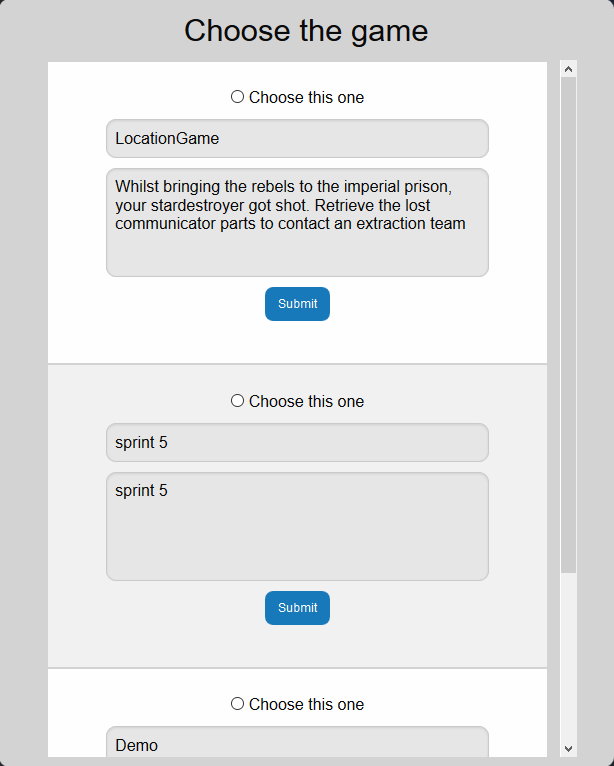 Choose the game
Choose this one
LocationGame
Whilst bringing the rebels to the imperial prison,
your stardestroyer got shot. Retrieve the lost
communicator parts to contact an extraction team
Submit
Choose this one
sprint 5
sprint 5
Submit
Choose this one
Demo